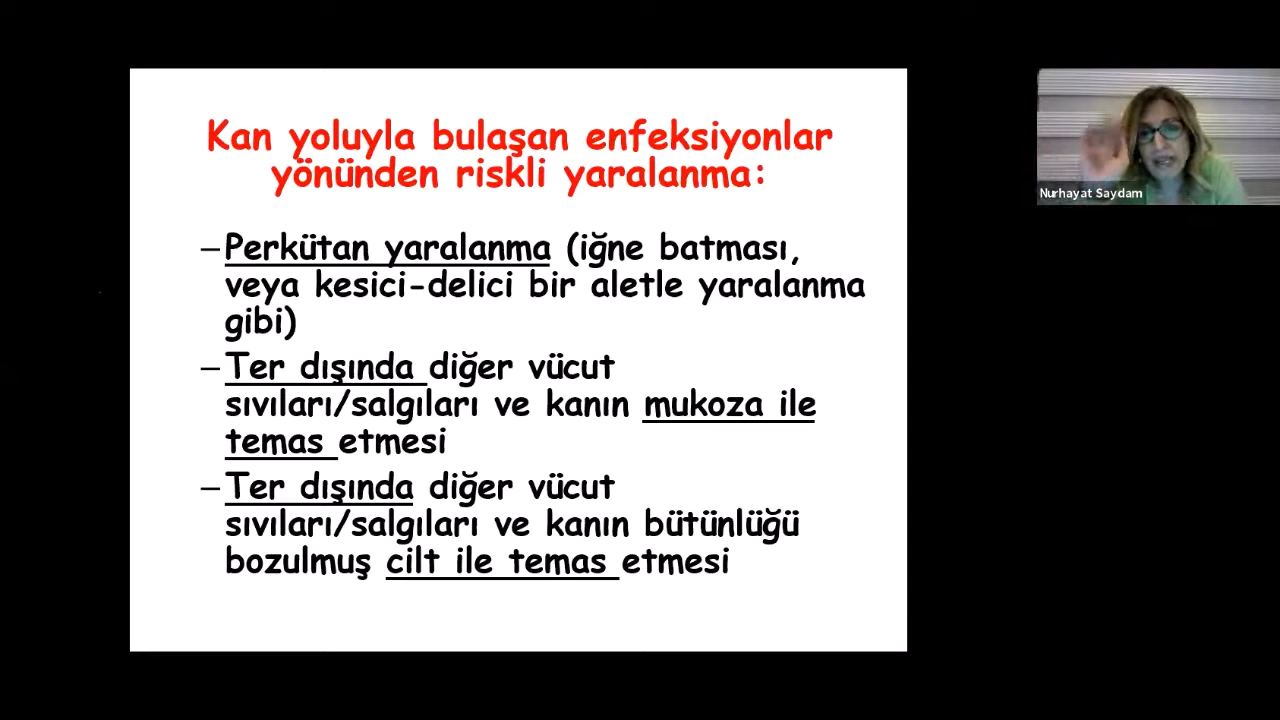 Kan yoluyla bulaşan enfeksiyonlar
yönünden riskli yaralanma:
–Perkütan yaralanma (iğne batması,
veya kesici-delici bir aletle yaralanma
gibi)
–Ter dışında diğer vücut
sıvıları/salgıları ve kanın mukoza ile
temas etmesi
–Ter dışında diğer vücut
sıvıları/salgıları ve kanın bütünlüğü
bozulmuş cilt ile temas etmesi
Nurhayat Saydam